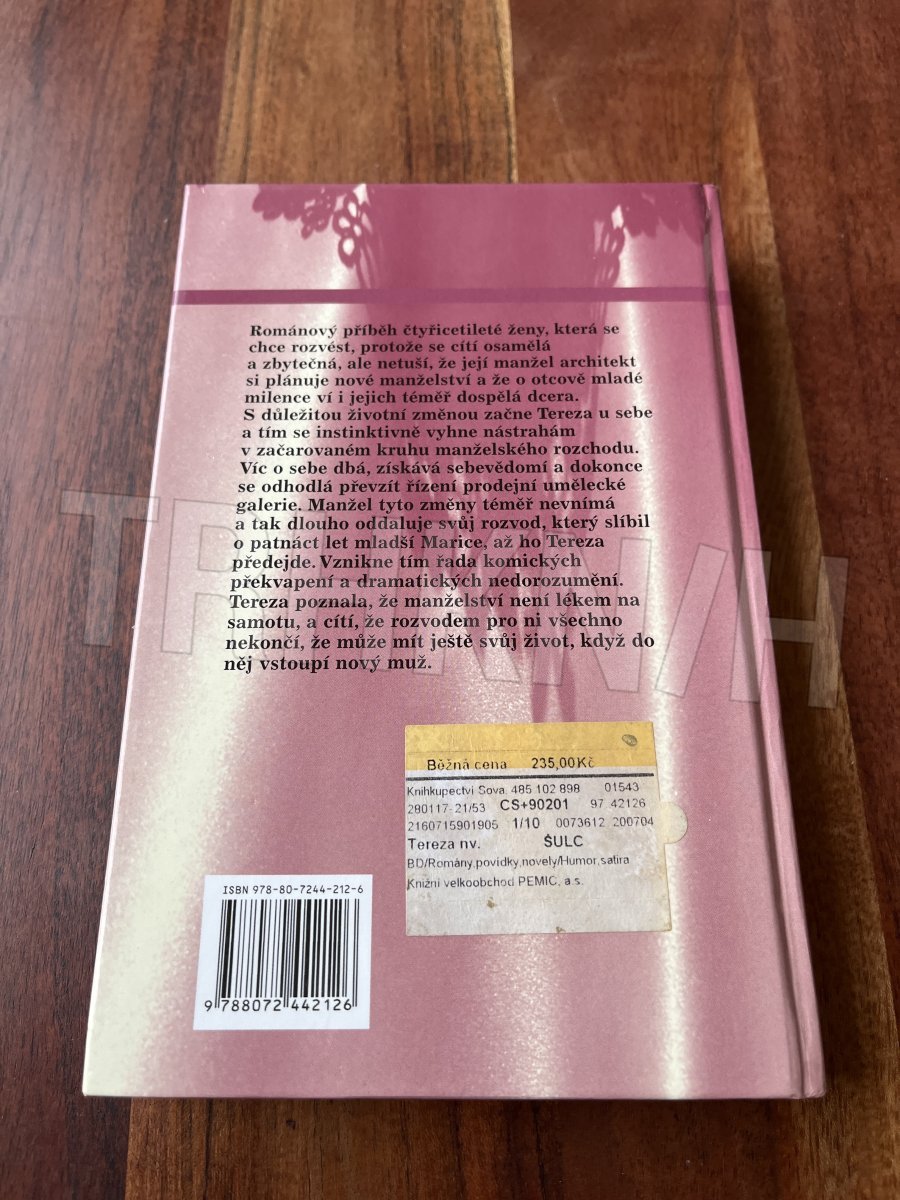 Románový příběh čtyřicetileté ženy, která se
chce rozvést, protože se cítí osamělá
a zbytečná, ale netuší, že její manžel architekt
si plánuje nové manželství a že o otcově mladé
milence ví i jejich téměř dospělá dcera.
S důležitou životní změnou začne Tereza u sebe
a tím se instinktivně vyhne nástrahám
v začarovaném kruhu manželského rozchodu.
Víc o sebe dbá, získává sebevědomí a dokonce
se odhodlá převzít řízení prodejní umělecké
galerie. Manžel tyto změny téměř nevnímá
a tak dlouho oddaluje svůj rozvod, který slíbil
o patnáct let mladší Marice, až ho Tereza
předejde. Vznikne tím řada komických
překvapení a dramatických nedorozumění.
Tereza poznala, že manželství není lékem na
samotu, a cítí, že rozvodem pro ni všechno
nekončí, že může mít ještě svůj život, když do
něj vstoupí nový muž.
Běžná cena 235,00Kč
Knihkupectví Sova 485 102 898 01543
280117-21/53 CS+90201 97 42126
2160715901905 1/10 0073612 200704
Tereza nv. ŠULC
BD/Romány,povídky,novely/Humor,satira
Knižní velkoobchod PEMIC, a.s.
ISBN 978-80-7244-212-6
9 788072 442126